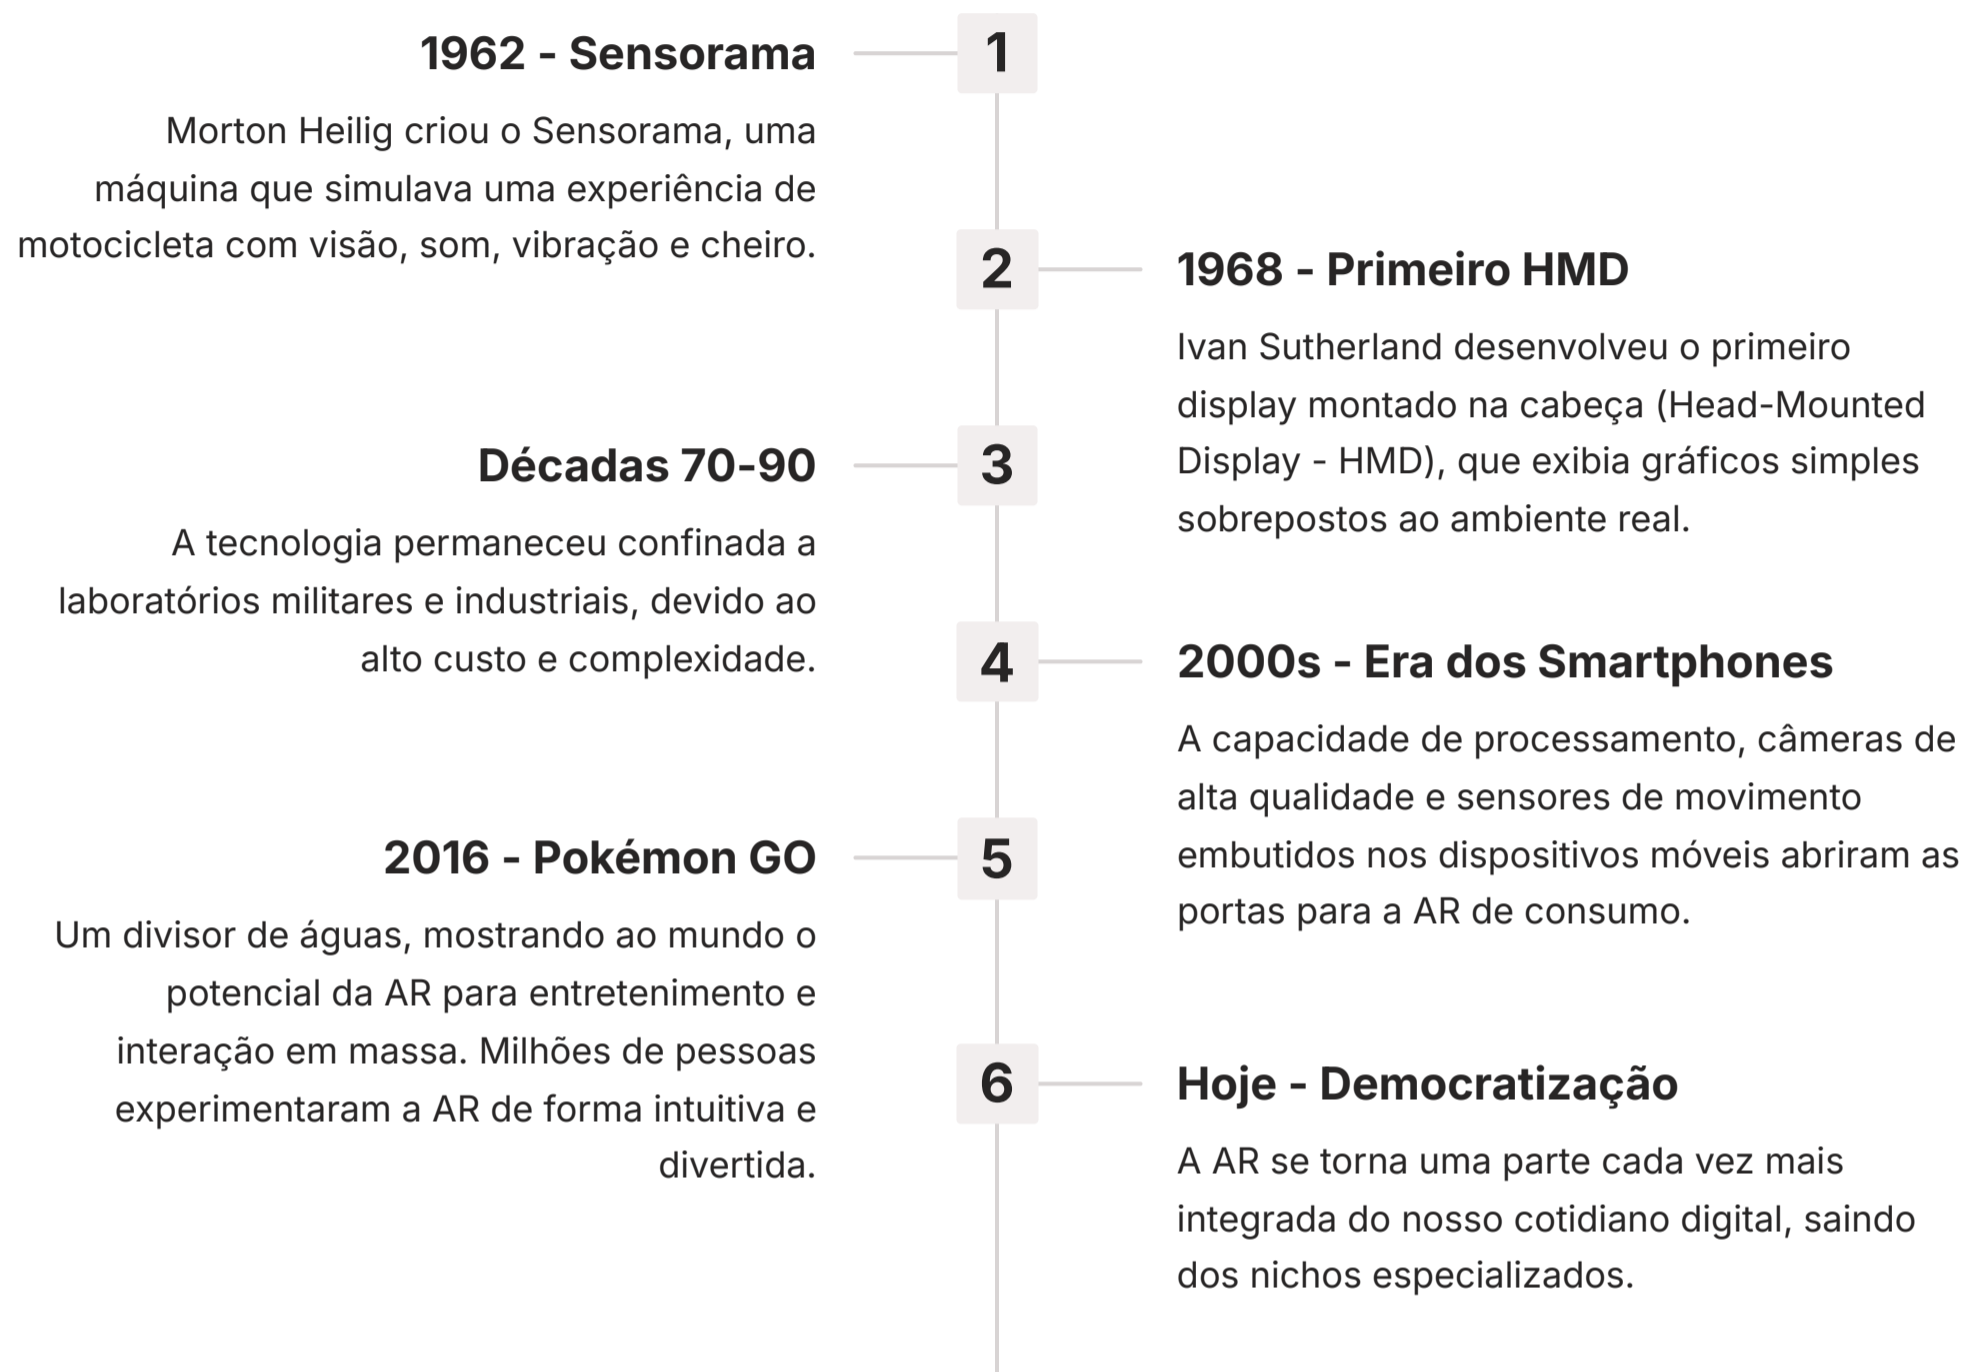 1
1962 - Sensorama
Morton Heilig criou o Sensorama, uma
máquina que simulava uma experiência de
motocicleta com visão, som, vibração e cheiro.
2
1968 - Primeiro HMD
Ivan Sutherland desenvolveu o primeiro
display montado na cabeça (Head-Mounted
Display - HMD), que exibia gráficos simples
sobrepostos ao ambiente real.
3
Décadas 70-90
A tecnologia permaneceu confinada a
laboratórios militares e industriais, devido ao
alto custo e complexidade.
4
2000s - Era dos Smartphones
A capacidade de processamento, câmeras de
alta qualidade e sensores de movimento
embutidos nos dispositivos móveis abriram as
portas para a AR de consumo.
5
2016 - Pokémon GO
Um divisor de águas, mostrando ao mundo o
potencial da AR para entretenimento e
interação em massa. Milhões de pessoas
experimentaram a AR de forma intuitiva e
divertida.
6
Hoje - Democratização
A AR se torna uma parte cada vez mais
integrada do nosso cotidiano digital, saindo
dos nichos especializados.